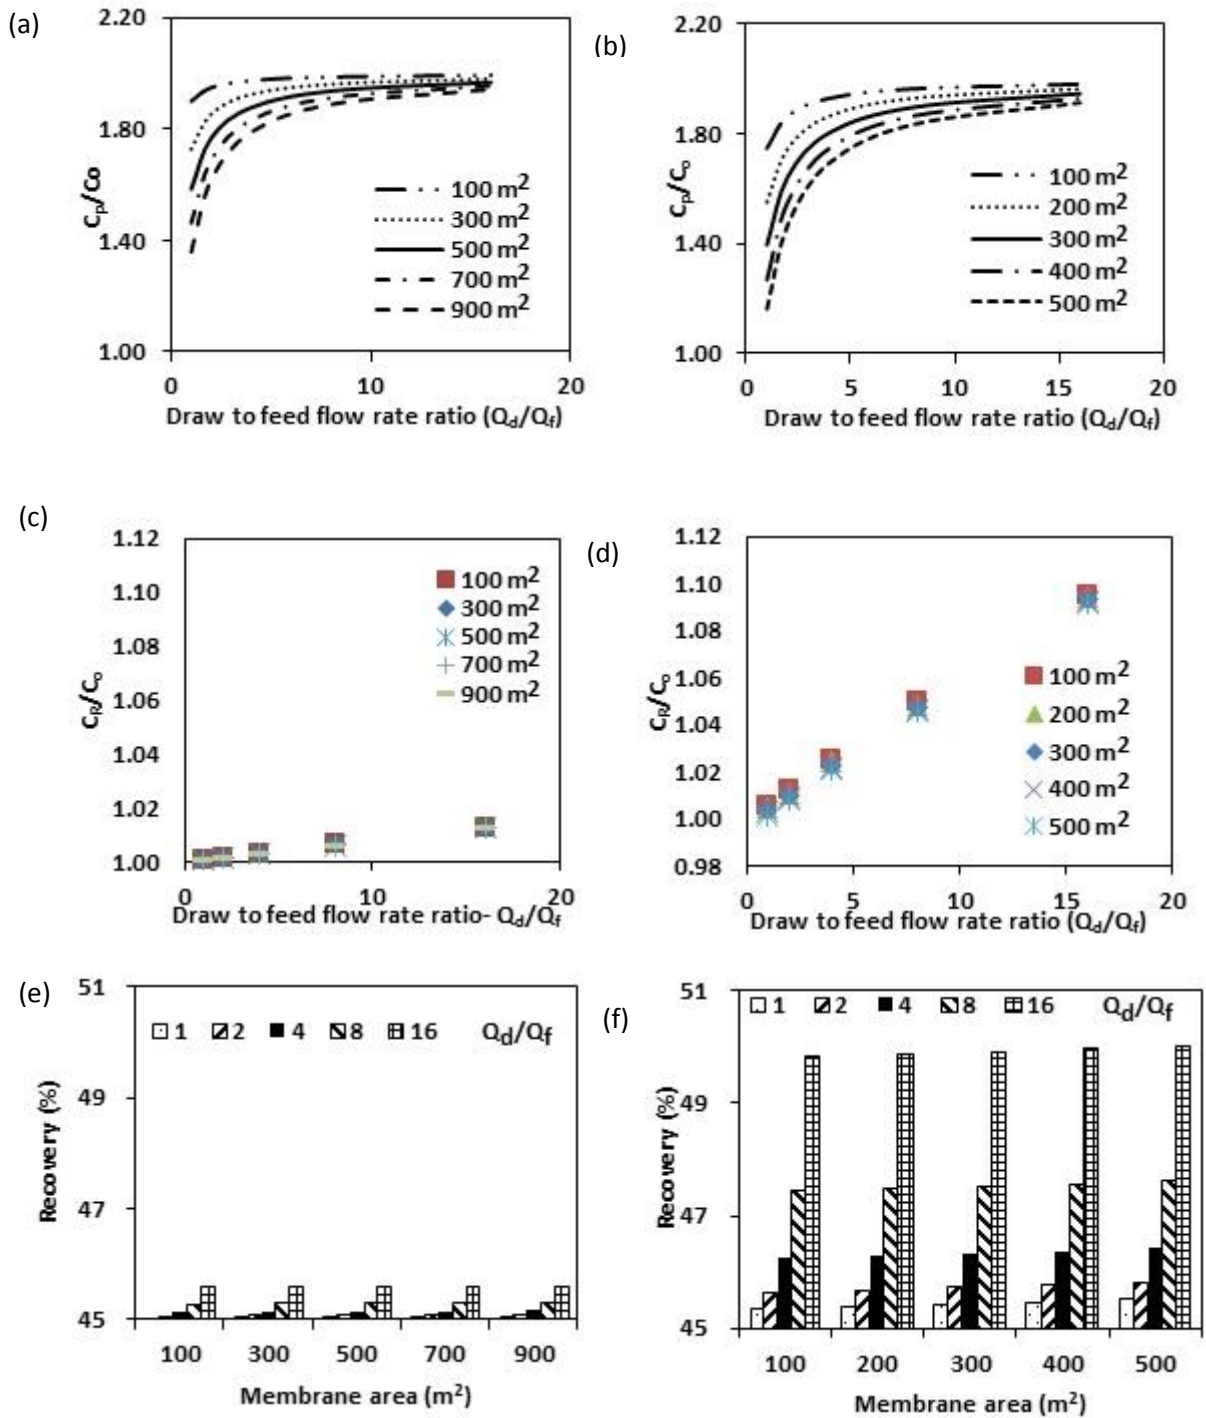 (a)
2.20
1.80
1.40
1.00
Cp/Co
100 m²
300 m²
500 m²
700 m²
900 m²
0 10 20
Draw to feed flow rate ratio (Qd/Qf)
(b)
2.20
1.80
1.40
1.00
Cp/Co
100 m²
200 m²
300 m²
400 m²
500 m²
0 5 10 15 20
Draw to feed flow rate ratio (Qd/Qf)
(c)
1.12
1.10
1.08
1.06
1.04
1.02
1.00
CR/Co
100 m²
300 m²
500 m²
700 m²
900 m²
0 10 20
Draw to feed flow rate ratio- Qd/Qf
(d)
1.12
1.10
1.08
1.06
1.04
1.02
1.00
0.98
CR/Co
100 m²
200 m²
300 m²
400 m²
500 m²
0 5 10 15 20
Draw to feed flow rate ratio (Qd/Qf)
(e)
51
49
47
45
Recovery (%)
1 2 4 8 16 Qd/Qf
100 300 500 700 900
Membrane area (m²)
(f)
51
49
47
45
Recovery (%)
1 2 4 8 16 Qd/Qf
100 200 300 400 500
Membrane area (m²)